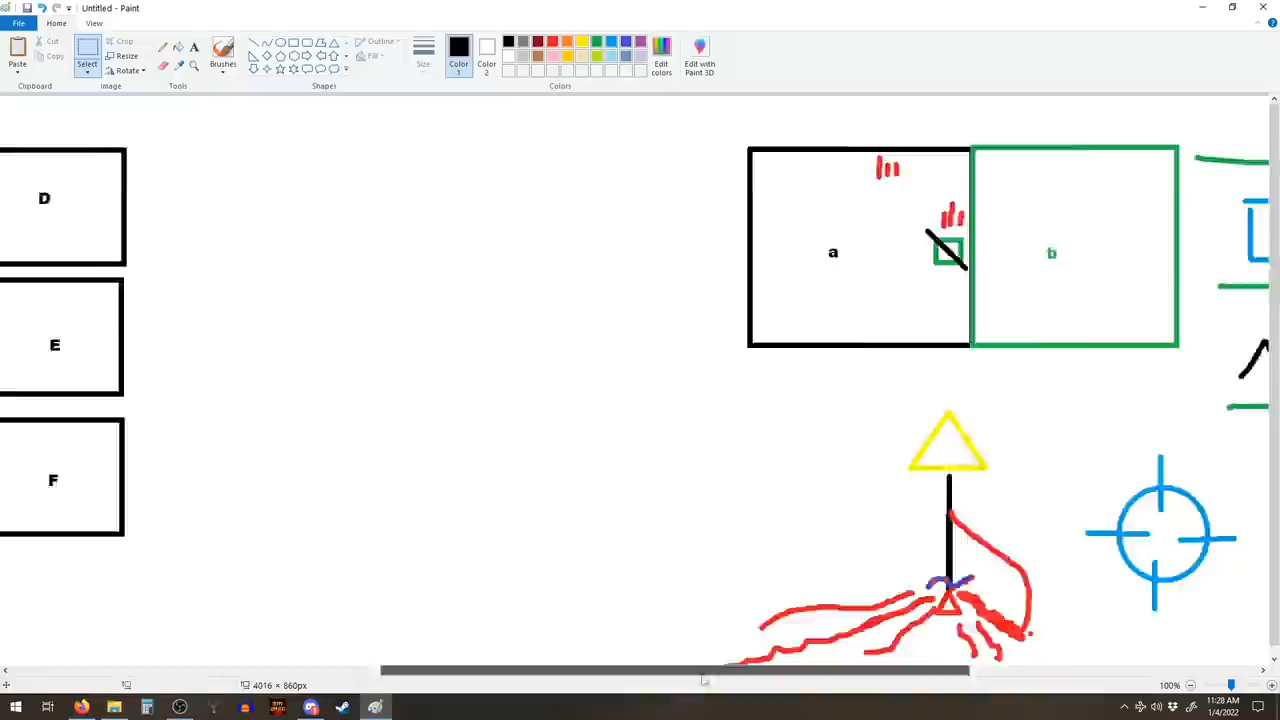 Untitled - Paint
File
Home
View
Paste
Cut
Copy
Clipboard
Select
Crop
Resize
Rotate
Image
Tools
Brushes
Shapes
Outline
Fill
Size
Color 1
Color 2
Colors
Edit colors
Edit with Paint 3D
D
E
F
a
b
4016 × 860px
100%
11:28 AM
1/4/2022